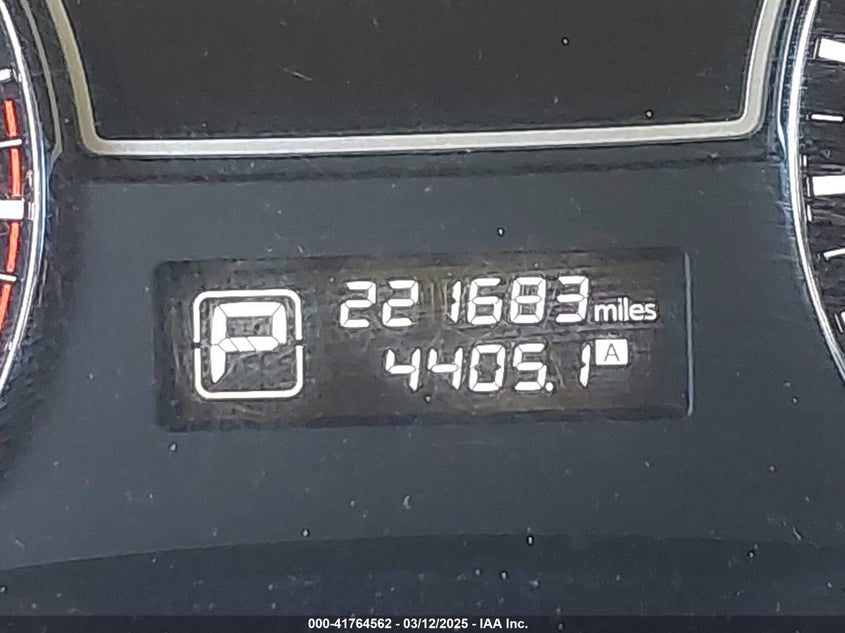 P
221683 miles
4405.1 A
000-41764562 - 03/12/2025 - IAA Inc.